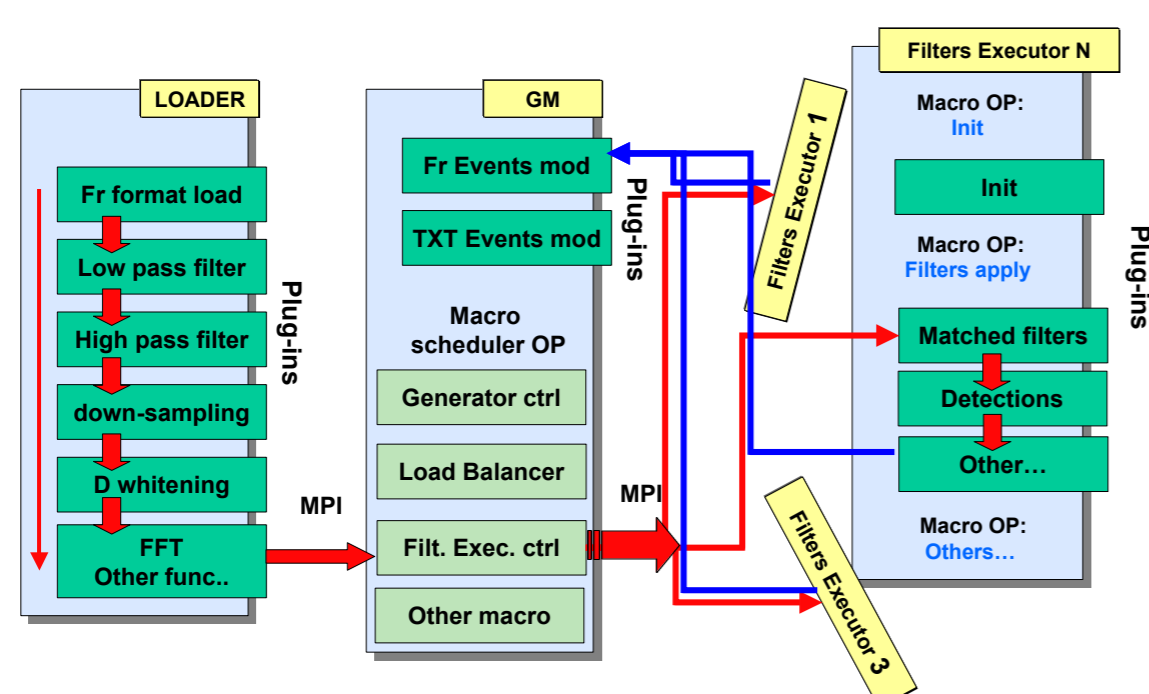 LOADER
Fr format load
Low pass filter
High pass filter
down-sampling
D whitening
FFT
Other func..
Plug-ins
MPI
GM
Fr Events mod
TXT Events mod
Plug-ins
Macro
scheduler OP
Generator ctrl
Load Balancer
Filt. Exec. ctrl
Other macro
MPI
Filters Executor 1
Filters Executor 3
Filters Executor N
Macro OP:
Init
Init
Macro OP:
Filters apply
Matched filters
Detections
Other…
Macro OP:
Others…
Plug-ins